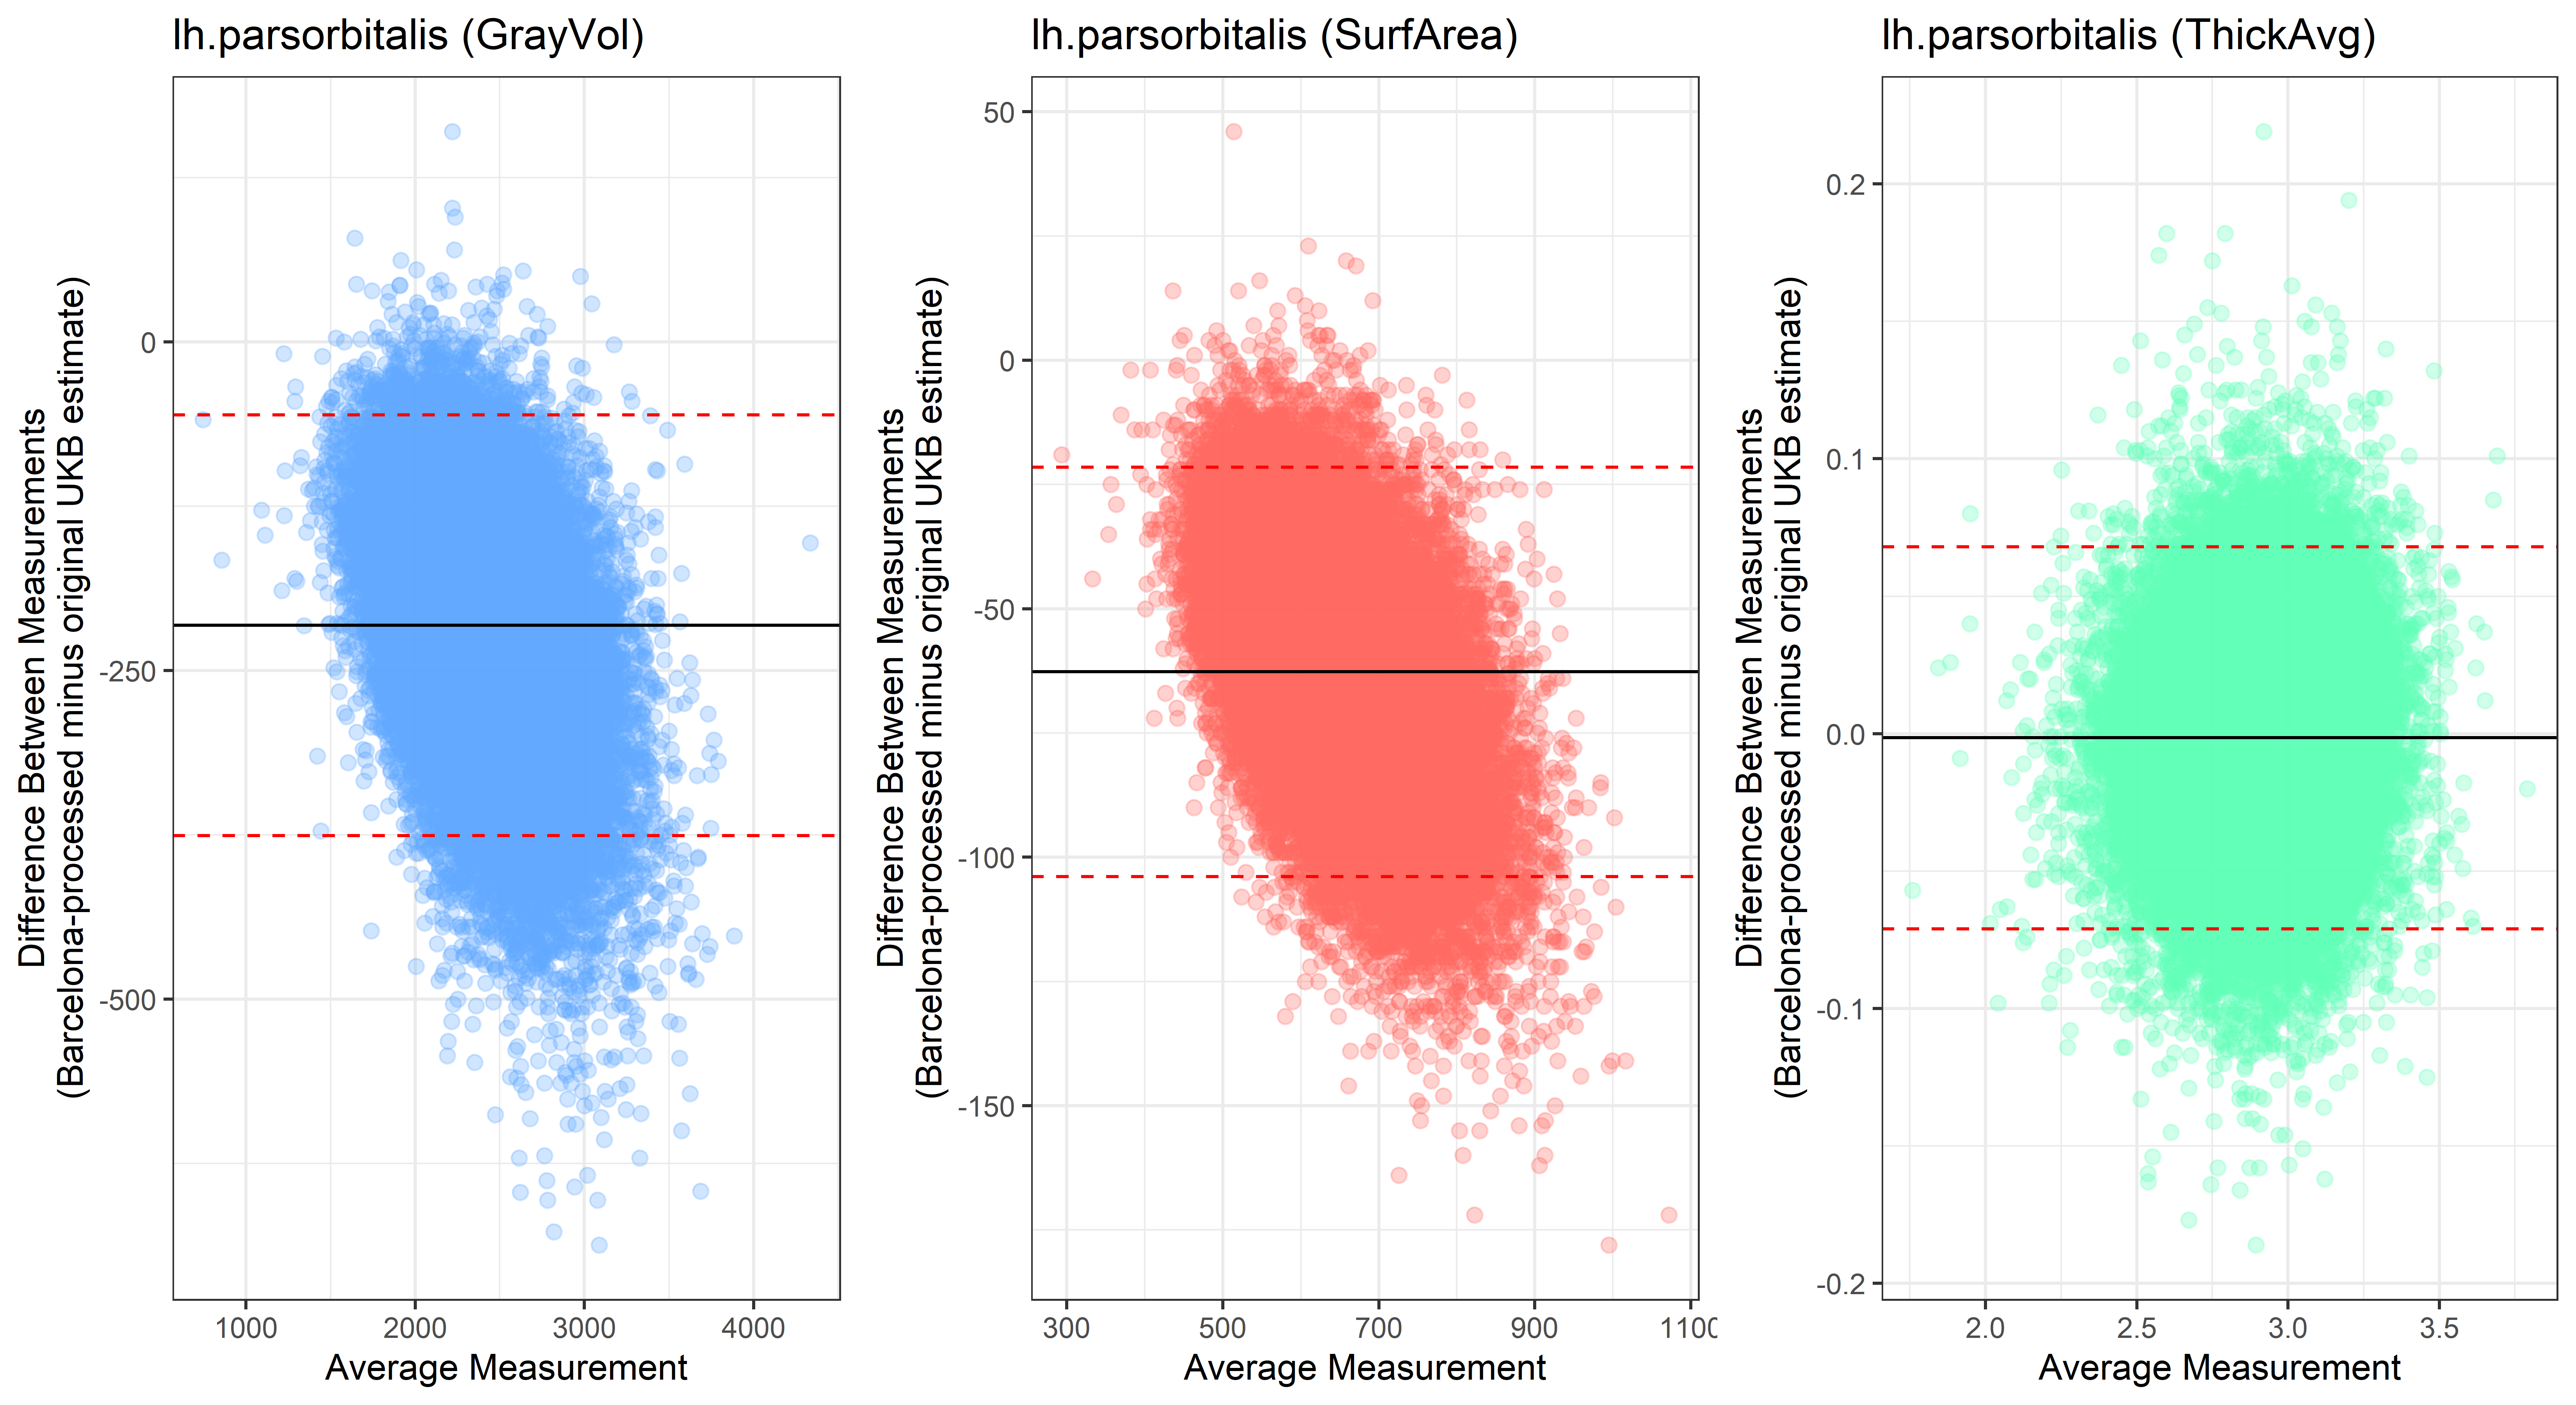 lh.parsorbitalis (GrayVol)
0
-250
-500
1000 2000 3000 4000
Average Measurement
Difference Between Measurements
(Barcelona-processed minus original UKB estimate)
lh.parsorbitalis (SurfArea)
50
0
-50
-100
-150
300 500 700 900 1100
Average Measurement
Difference Between Measurements
(Barcelona-processed minus original UKB estimate)
lh.parsorbitalis (ThickAvg)
0.2
0.1
0.0
-0.1
-0.2
2.0 2.5 3.0 3.5
Average Measurement
Difference Between Measurements
(Barcelona-processed minus original UKB estimate)